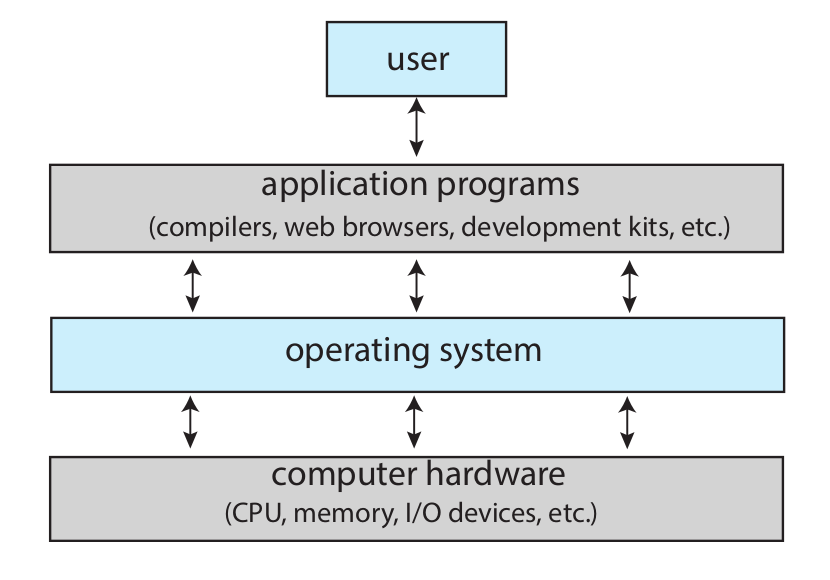 user
application programs
(compilers, web browsers, development kits, etc.)
operating system
computer hardware
(CPU, memory, I/O devices, etc.)